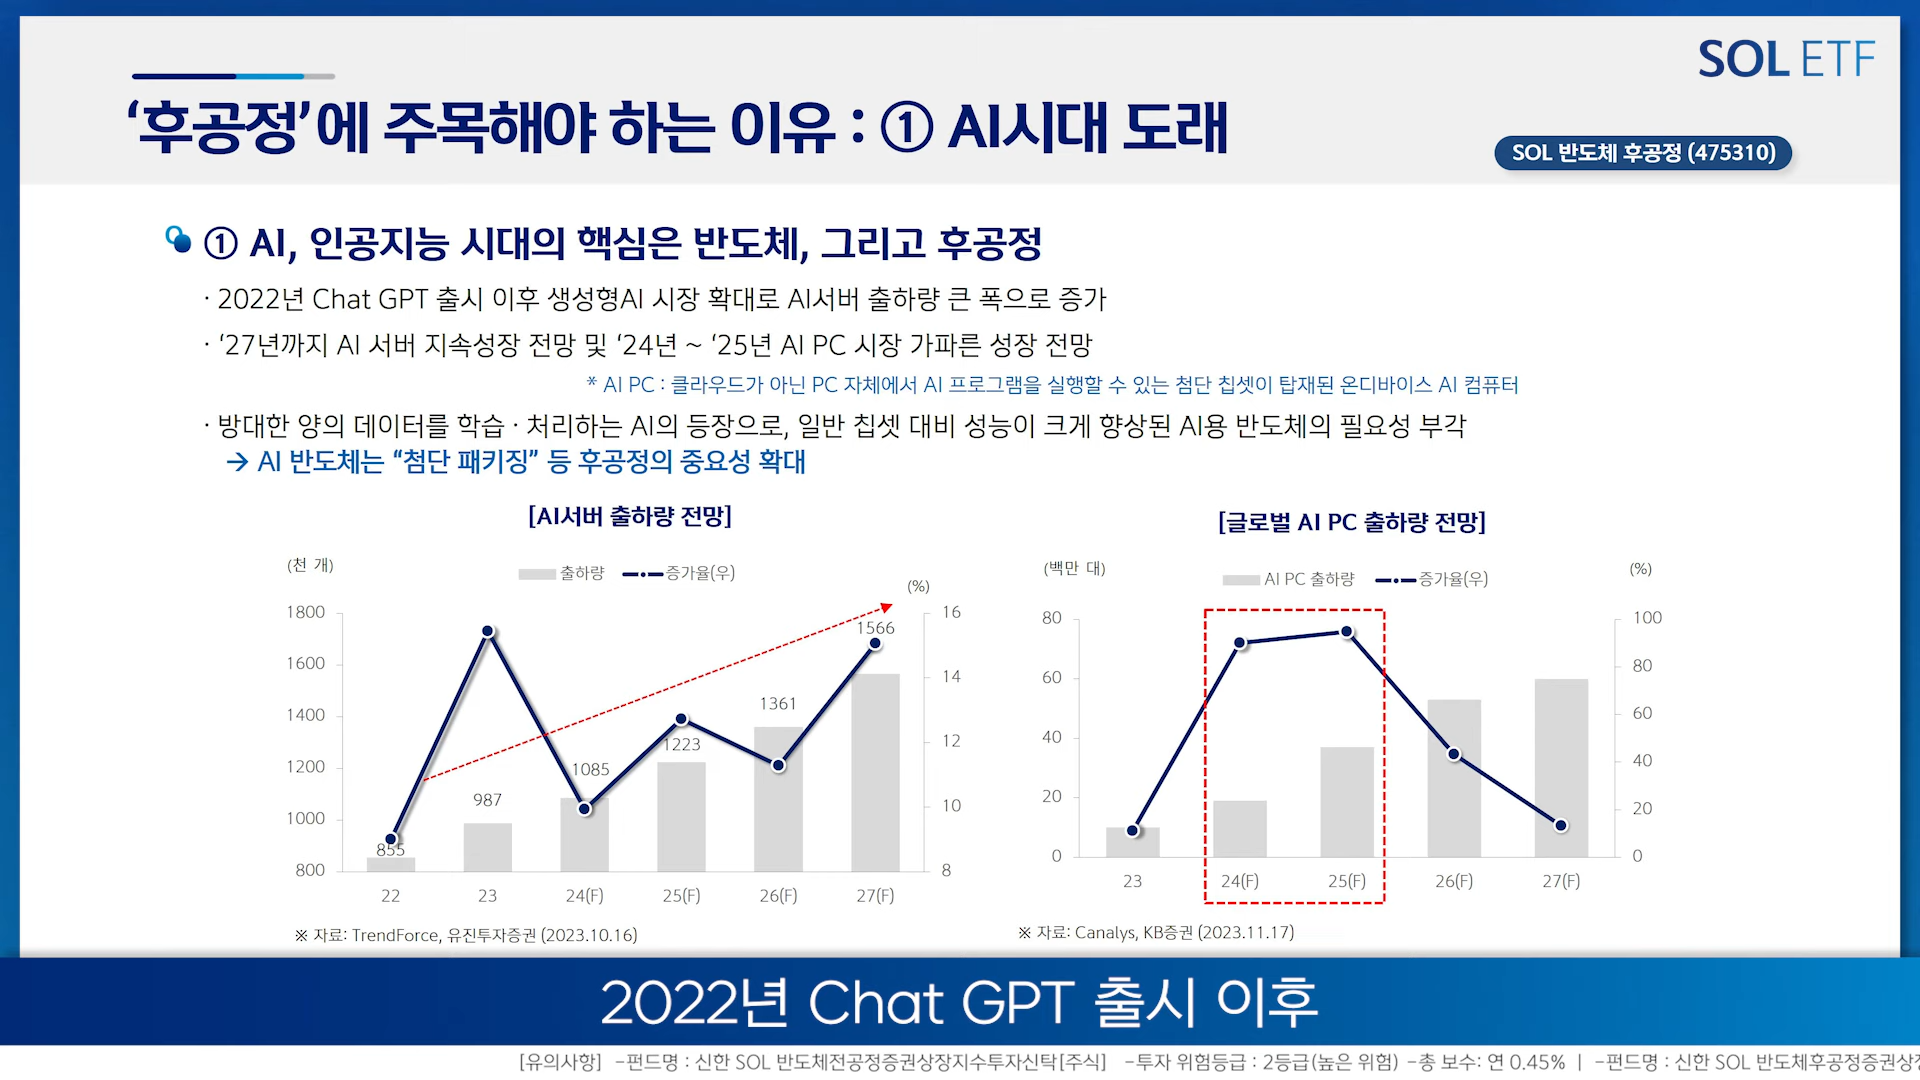 SOL ETF
‘후공정’에 주목해야 하는 이유 : ① AI시대 도래
SOL 반도체 후공정 (475310)
① AI, 인공지능 시대의 핵심은 반도체, 그리고 후공정
· 2022년 Chat GPT 출시 이후 생성형AI 시장 확대로 AI서버 출하량 큰 폭으로 증가
· ‘27년까지 AI 서버 지속성장 전망 및 ‘24년 ~ ‘25년 AI PC 시장 가파른 성장 전망
* AI PC : 클라우드가 아닌 PC 자체에서 AI 프로그램을 실행할 수 있는 첨단 칩셋이 탑재된 온디바이스 AI 컴퓨터
· 방대한 양의 데이터를 학습 · 처리하는 AI의 등장으로, 일반 칩셋 대비 성능이 크게 향상된 AI용 반도체의 필요성 부각
→ AI 반도체는 “첨단 패키징” 등 후공정의 중요성 확대
[AI서버 출하량 전망]
(천 개)
출하량 증가율(우)
(%)
1800
1600
1400
1200
1000
800
16
14
12
10
8
855
987
1085
1223
1361
1566
22 23 24(F) 25(F) 26(F) 27(F)
※ 자료: TrendForce, 유진투자증권 (2023.10.16)
[글로벌 AI PC 출하량 전망]
(백만 대)
AI PC 출하량 증가율(우)
(%)
80
60
40
20
0
100
80
60
40
20
0
23 24(F) 25(F) 26(F) 27(F)
※ 자료: Canalys, KB증권 (2023.11.17)
2022년 Chat GPT 출시 이후
[유의사항] -펀드명 : 신한 SOL 반도체전공정증권상장지수투자신탁[주식] -투자 위험등급 : 2등급(높은 위험) -총 보수: 연 0.45% | -펀드명 : 신한 SOL 반도체후공정증권상장